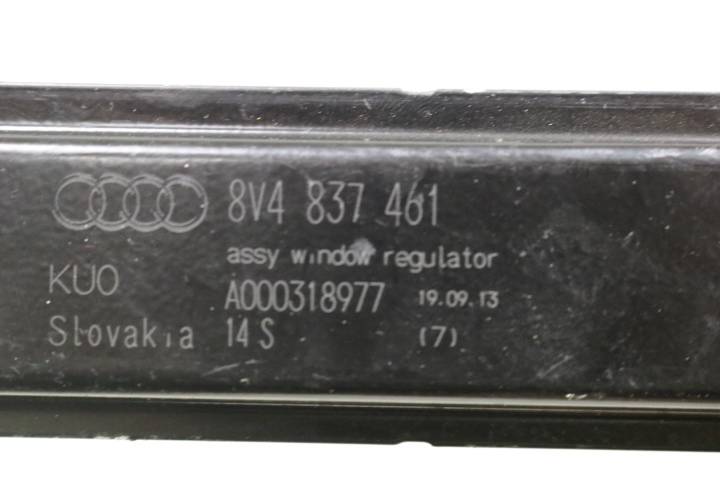 8V4 837 461
assy window regulator
KUO A000318977 19.09.13
Slovakia 14 S (7)